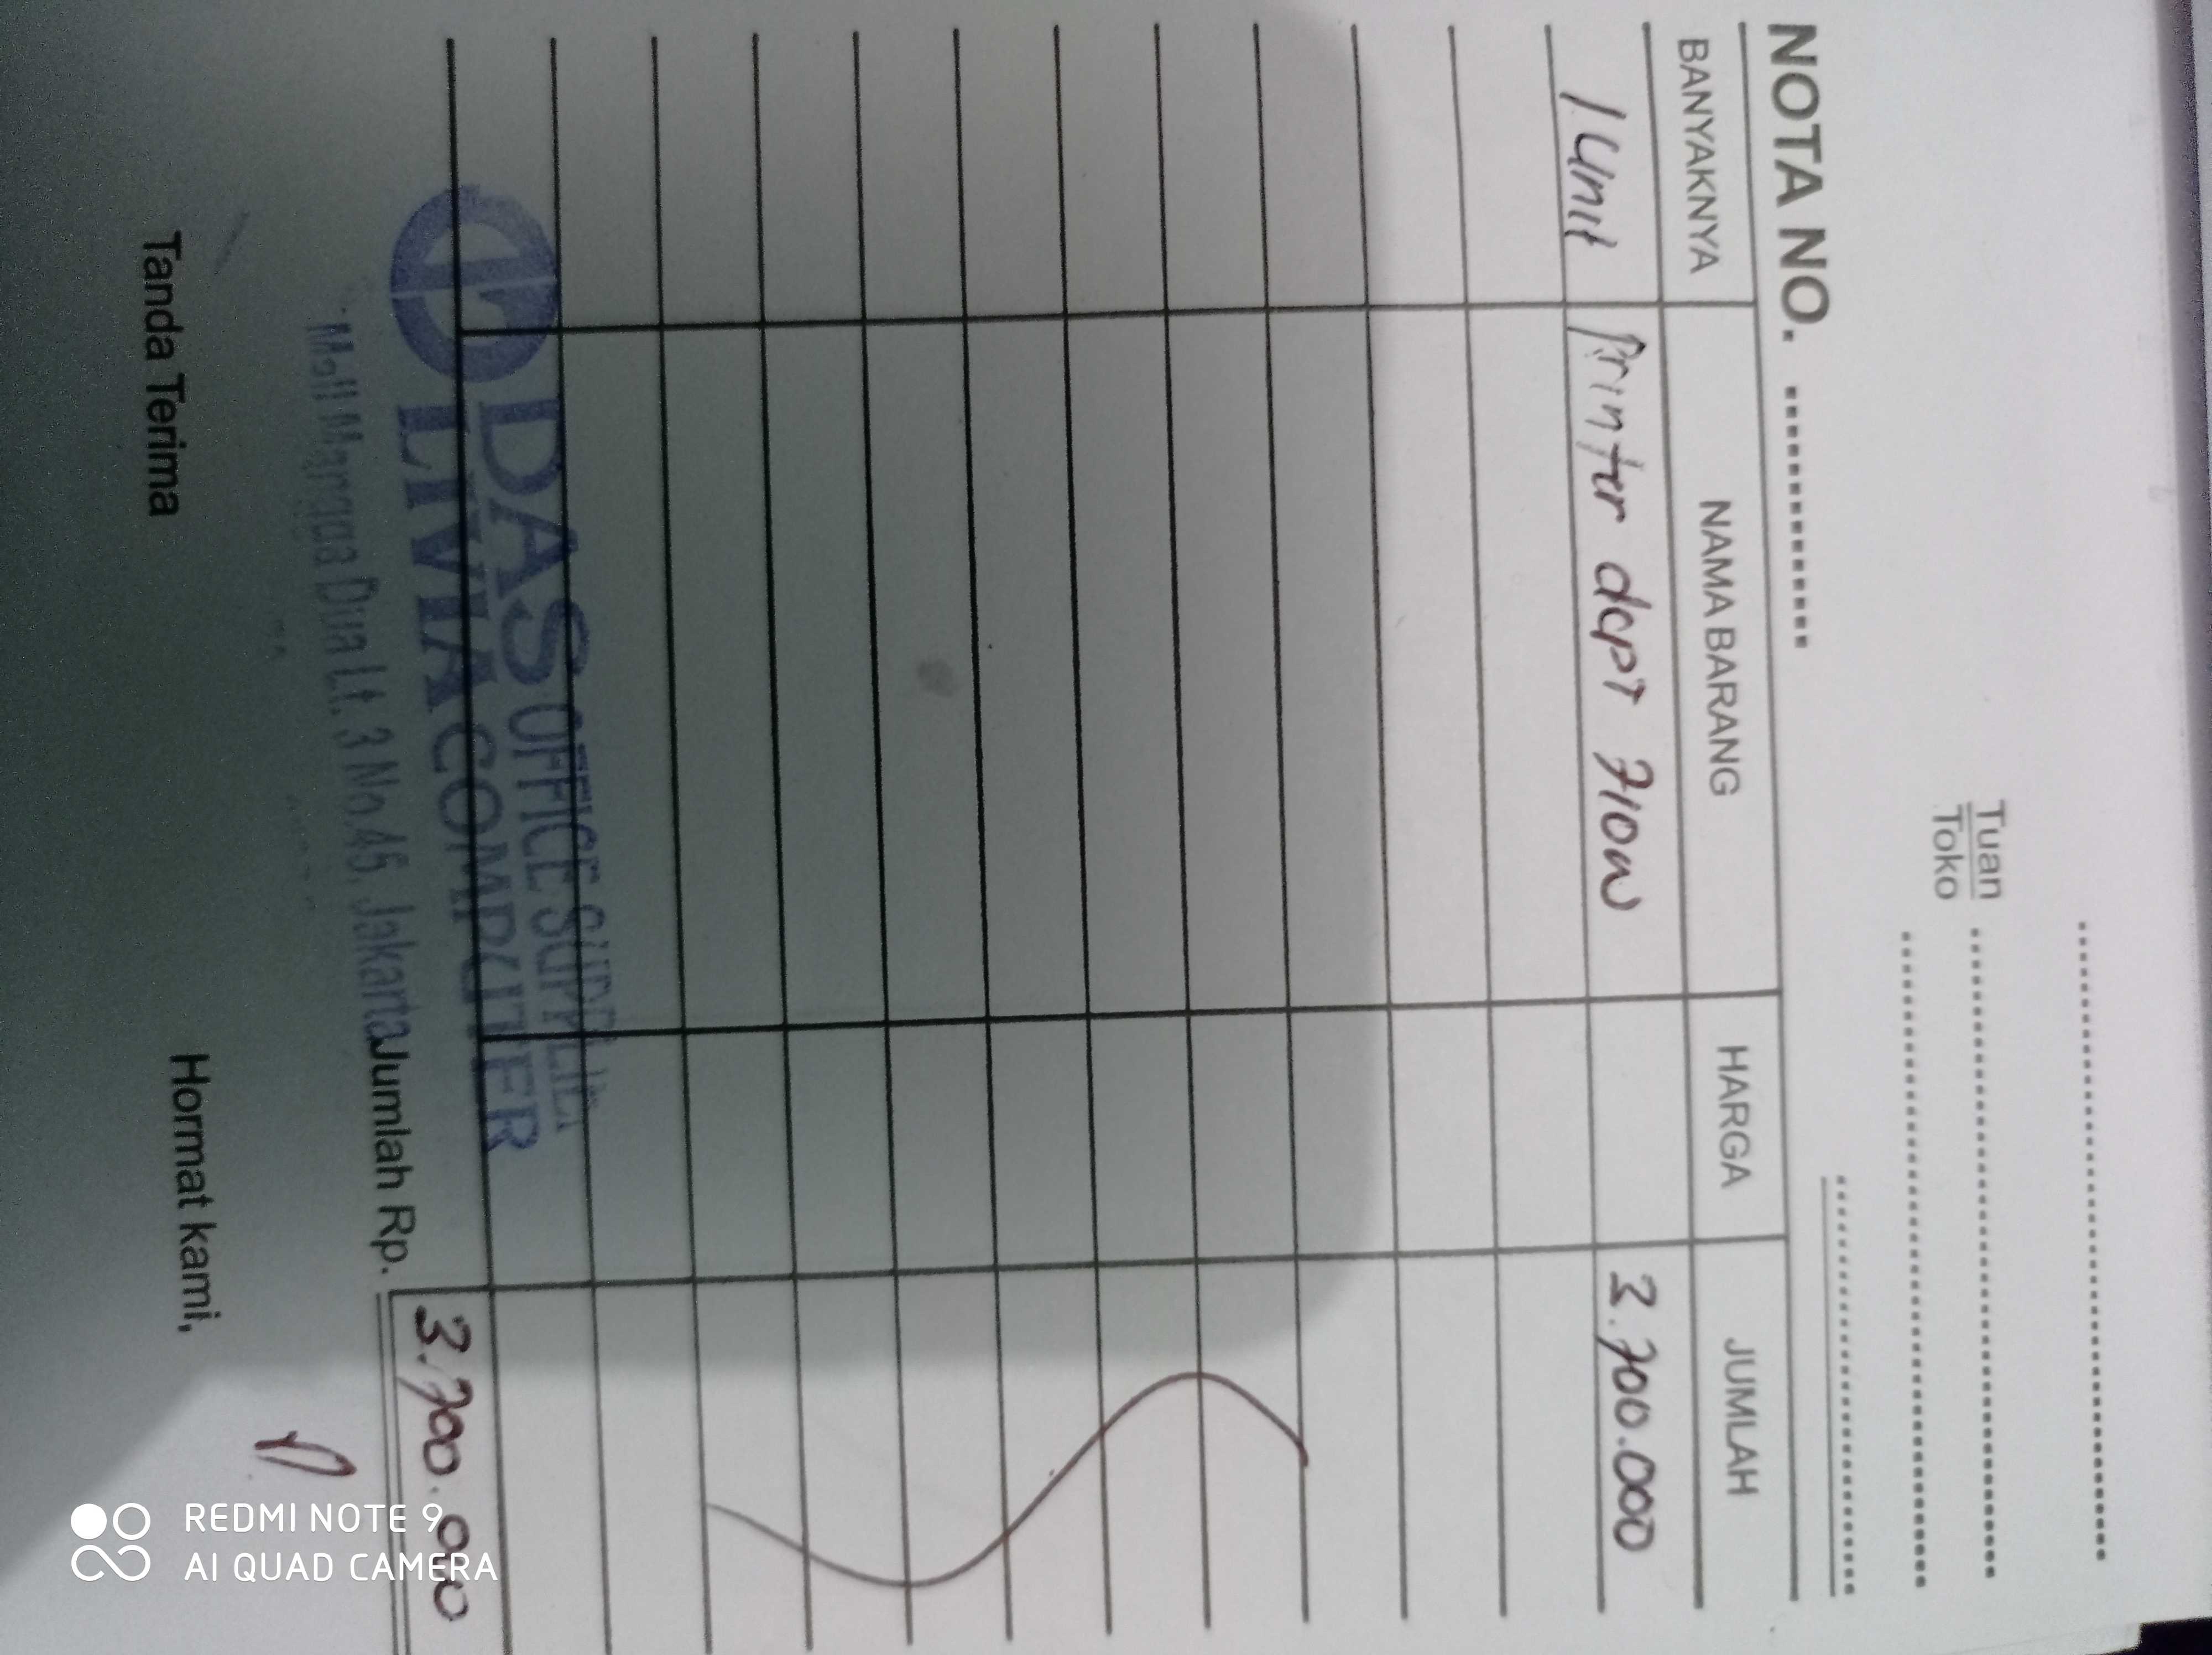 Tuan
Toko
NOTA NO.
BANYAKNYA NAMA BARANG HARGA JUMLAH
1 Unit Printer dcpt 710w 3.700.000
DAS OFFICE SUPPLIER
LIVIA COMPUTER
Mall Mangga Dua Lt. 3 No.45, Jakarta
Jumlah Rp. 3.700.000
Tanda Terima Hormat kami,
REDMI NOTE 9
AI QUAD CAMERA